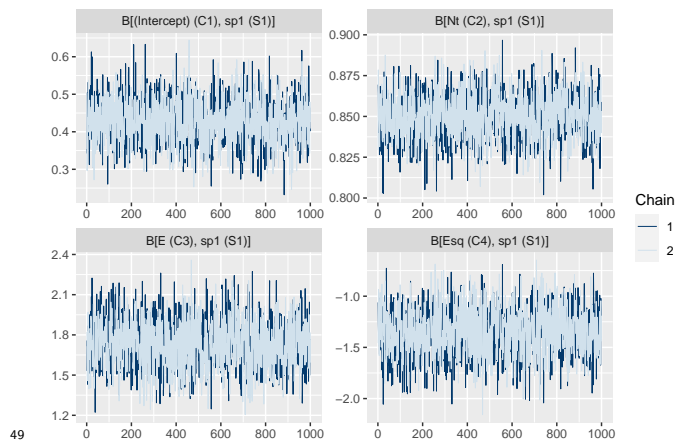 B[(Intercept) (C1), sp1 (S1)]
B[Nt (C2), sp1 (S1)]
0.6
0.5
0.4
0.3
0 200 400 600 800 1000
0.900
0.875
0.850
0.825
0.800
0 200 400 600 800 1000
B[E (C3), sp1 (S1)]
B[Esq (C4), sp1 (S1)]
2.4
2.1
1.8
1.5
1.2
0 200 400 600 800 1000
−1.0
−1.5
−2.0
0 200 400 600 800 1000
Chain
1
2
49